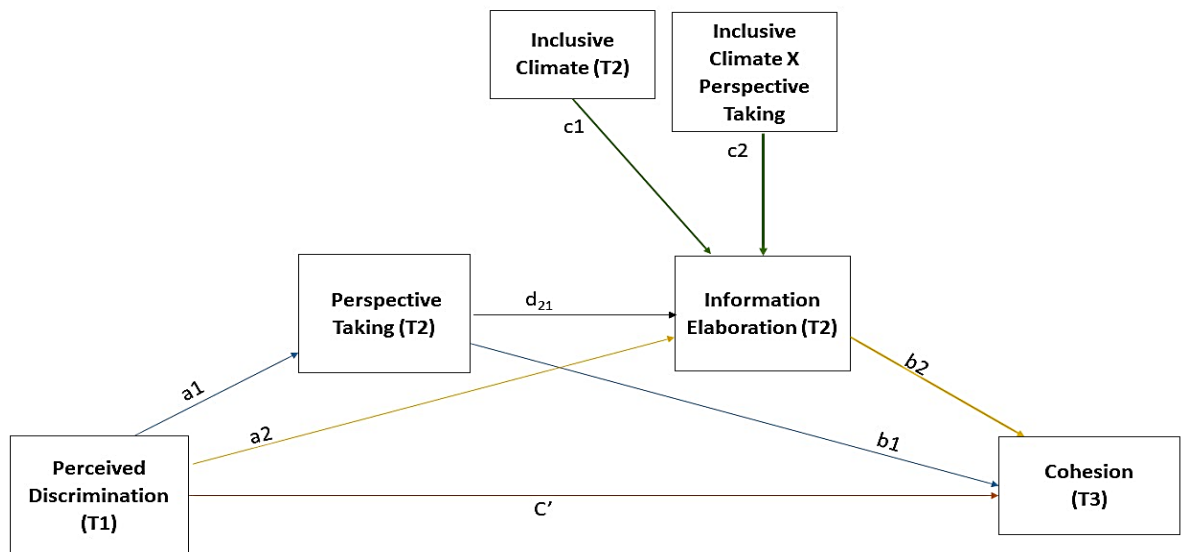 Inclusive
Climate (T2)
Inclusive
Climate X
Perspective
Taking
c1
c2
Perspective
Taking (T2)
d21
Information
Elaboration (T2)
a1
a2
b2
b1
Perceived
Discrimination
(T1)
C’
Cohesion
(T3)